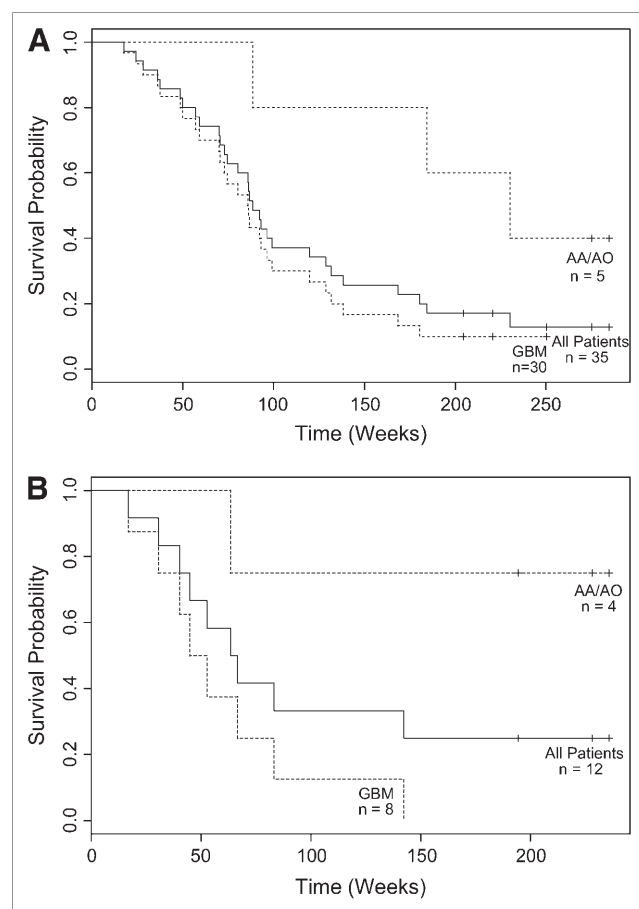 A
1.0
0.8
0.6
0.4
0.2
0.0
Survival Probability
AA/AO
n = 5
GBM
n=30
All Patients
n = 35
0
50
100
150
200
250
Time (Weeks)
B
1.0
0.8
0.6
0.4
0.2
0.0
Survival Probability
AA/AO
n = 4
All Patients
n = 12
GBM
n = 8
0
50
100
150
200
Time (Weeks)